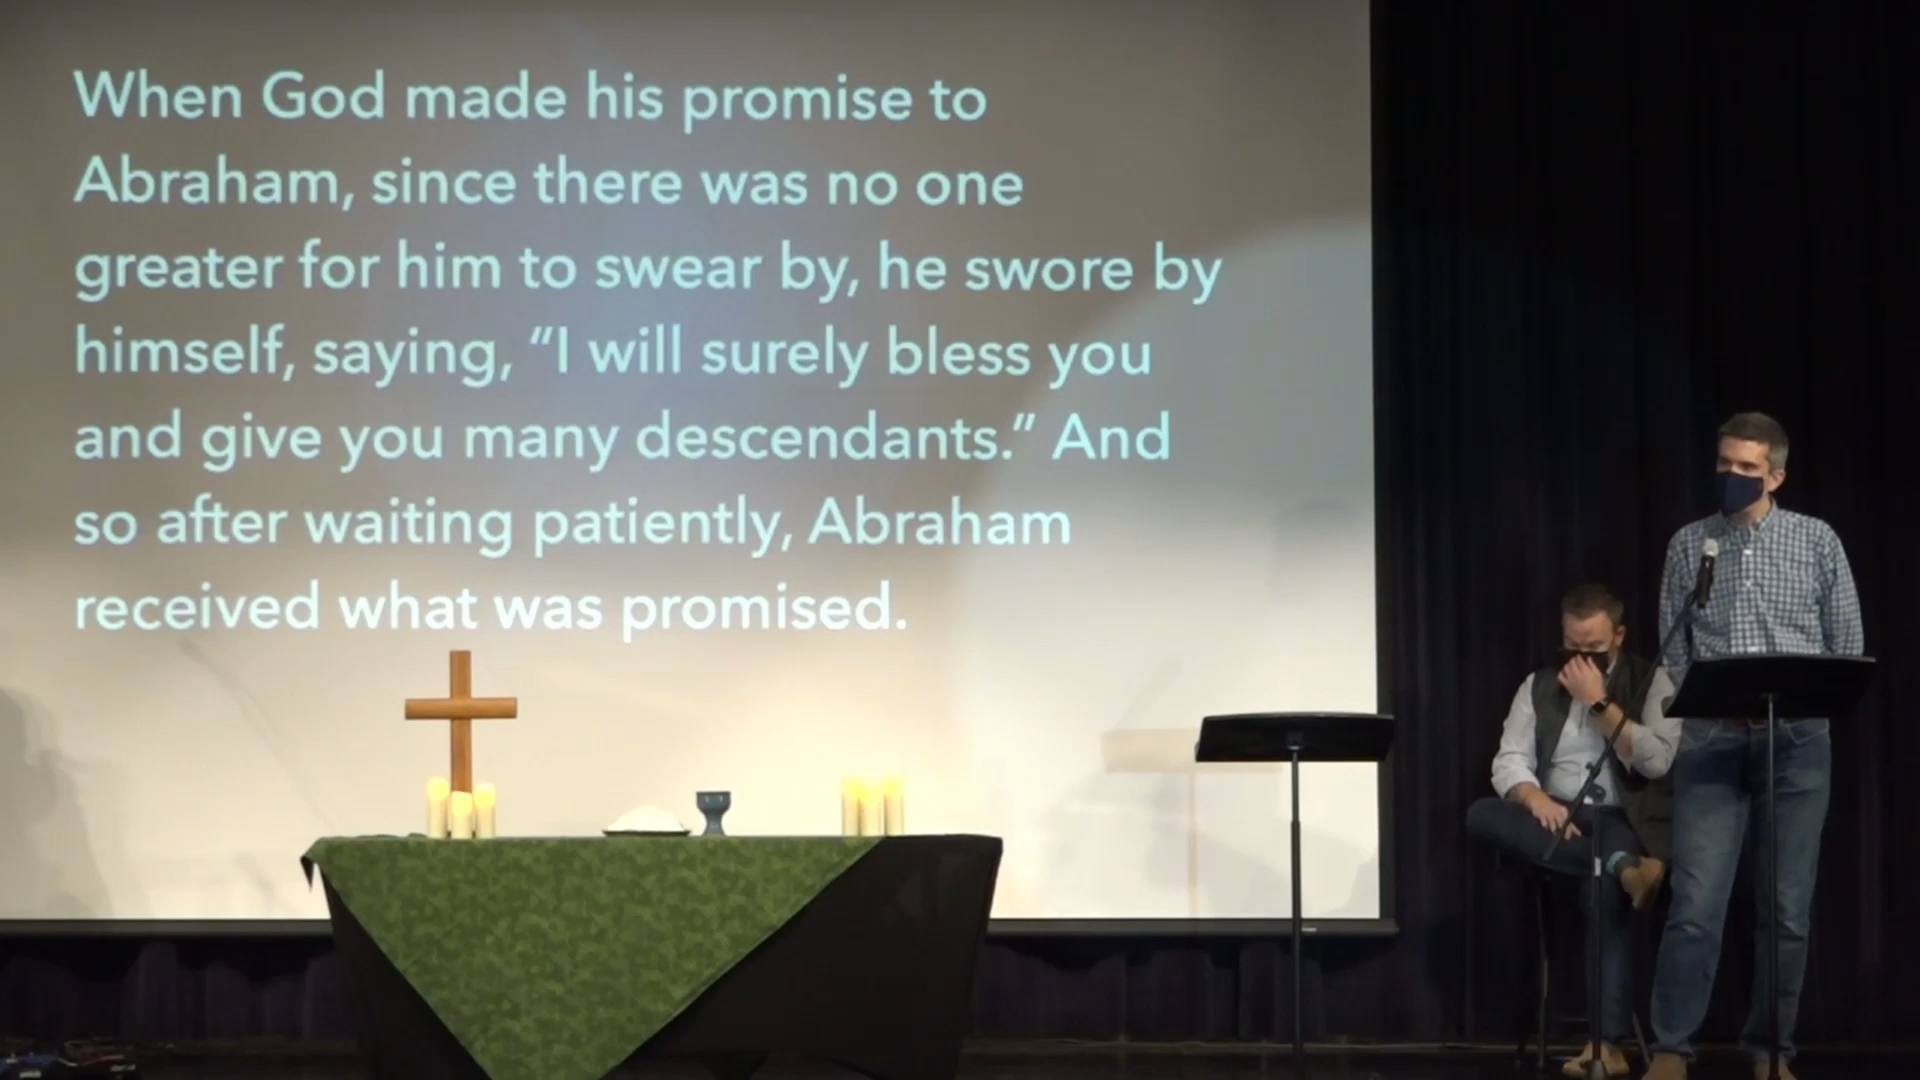 When God made his promise to
Abraham, since there was no one
greater for him to swear by, he swore by
himself, saying, “I will surely bless you
and give you many descendants.” And
so after waiting patiently, Abraham
received what was promised.